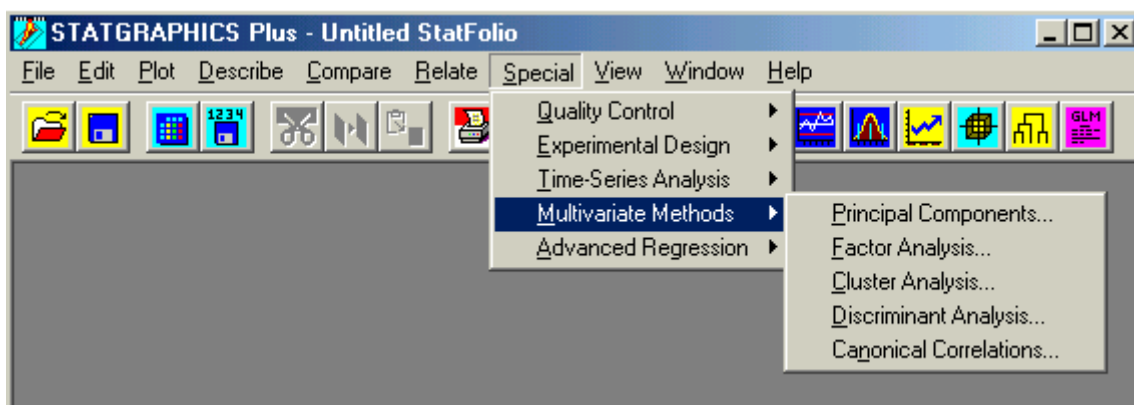 STATGRAPHICS Plus - Untitled StatFolio
File Edit Plot Describe Compare Relate Special View Window Help
1234
GLM
Quality Control
Experimental Design
Time-Series Analysis
Multivariate Methods
Advanced Regression
Principal Components...
Factor Analysis...
Cluster Analysis...
Discriminant Analysis...
Canonical Correlations...